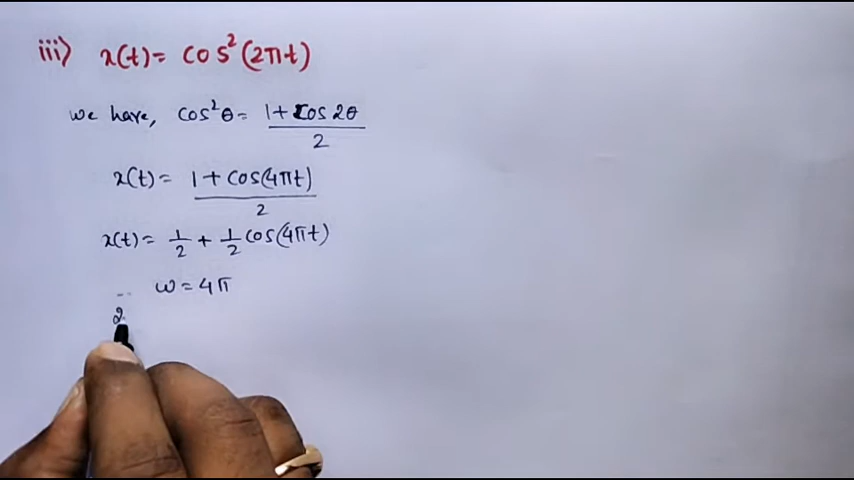 iii) x(t)= cos²(2πt)
we have, cos²θ = (1+cos 2θ)/2
x(t) = (1+cos(4πt))/2
x(t) = 1/2 + 1/2 cos(4πt)
ω = 4π
2